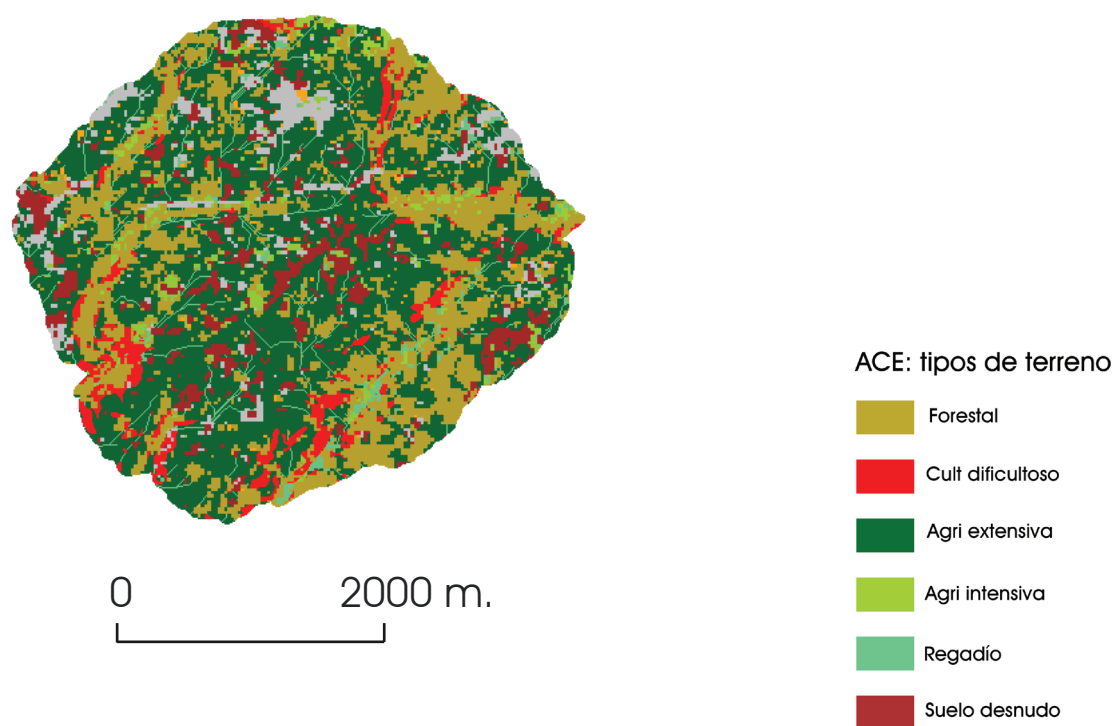 0 2000 m.
ACE: tipos de terreno
Forestal
Cult dificultoso
Agri extensiva
Agri intensiva
Regadío
Suelo desnudo